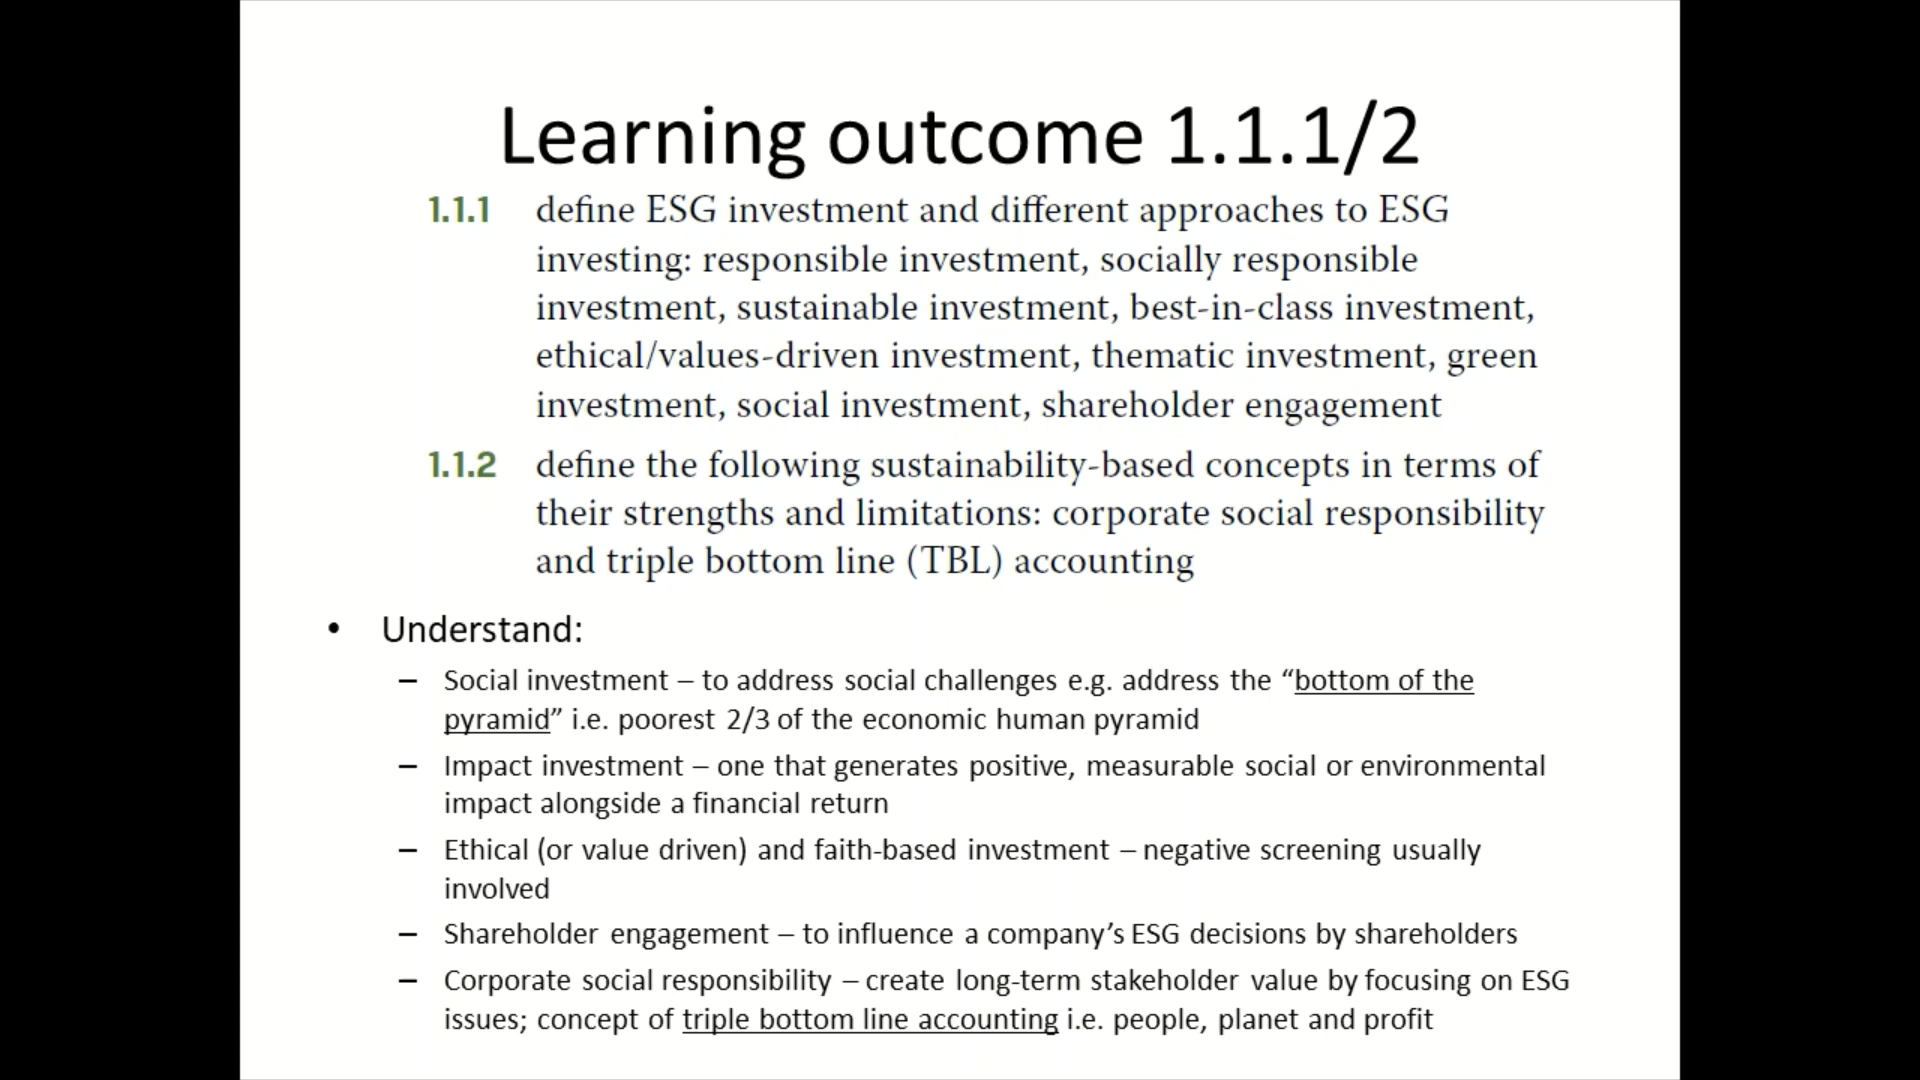 Learning outcome 1.1.1/2
1.1.1 define ESG investment and different approaches to ESG
investing: responsible investment, socially responsible
investment, sustainable investment, best-in-class investment,
ethical/values-driven investment, thematic investment, green
investment, social investment, shareholder engagement
1.1.2 define the following sustainability-based concepts in terms of
their strengths and limitations: corporate social responsibility
and triple bottom line (TBL) accounting
• Understand:
– Social investment – to address social challenges e.g. address the “bottom of the
pyramid” i.e. poorest 2/3 of the economic human pyramid
– Impact investment – one that generates positive, measurable social or environmental
impact alongside a financial return
– Ethical (or value driven) and faith-based investment – negative screening usually
involved
– Shareholder engagement – to influence a company’s ESG decisions by shareholders
– Corporate social responsibility – create long-term stakeholder value by focusing on ESG
issues; concept of triple bottom line accounting i.e. people, planet and profit